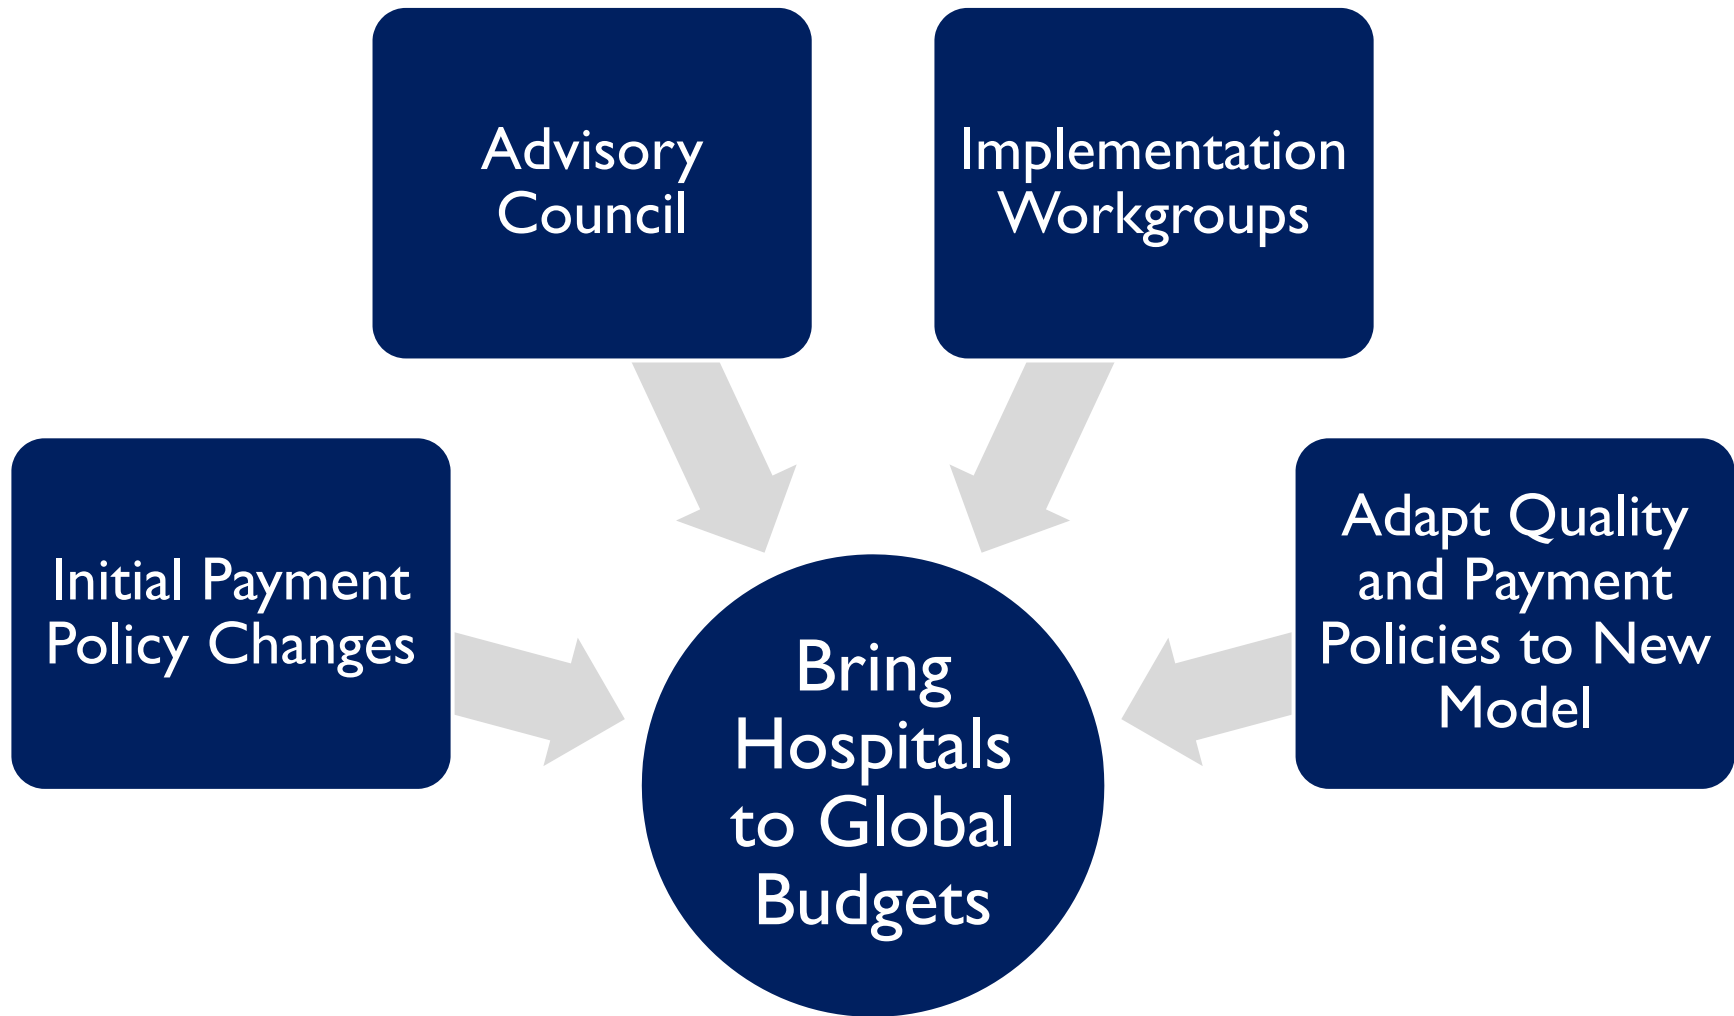 Advisory
Council
Implementation
Workgroups
Initial Payment
Policy Changes
Adapt Quality
and Payment
Policies to New
Model
Bring
Hospitals
to Global
Budgets